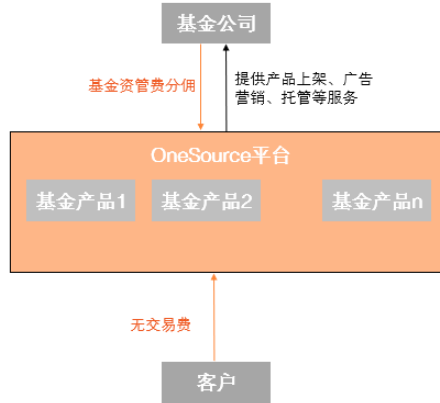 基金公司
基金资管费分佣
提供产品上架、广告
营销、托管等服务
OneSource平台
基金产品1
基金产品2
基金产品n
无交易费
客户